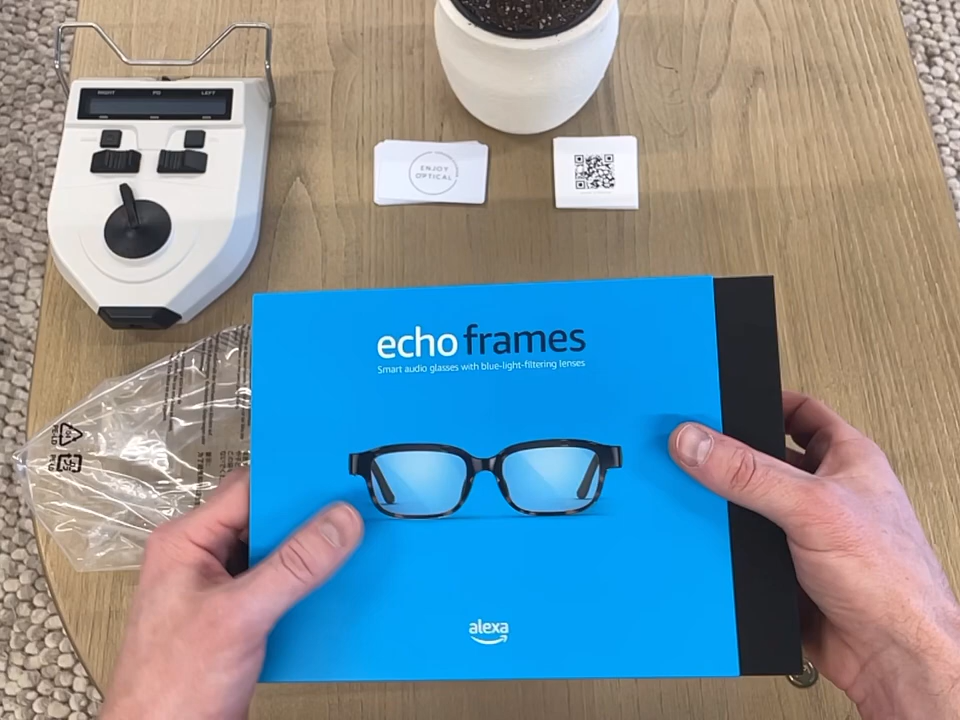 RIGHT PD LEFT
ENJOY
OPTICAL
echo frames
Smart audio glasses with blue-light-filtering lenses
alexa